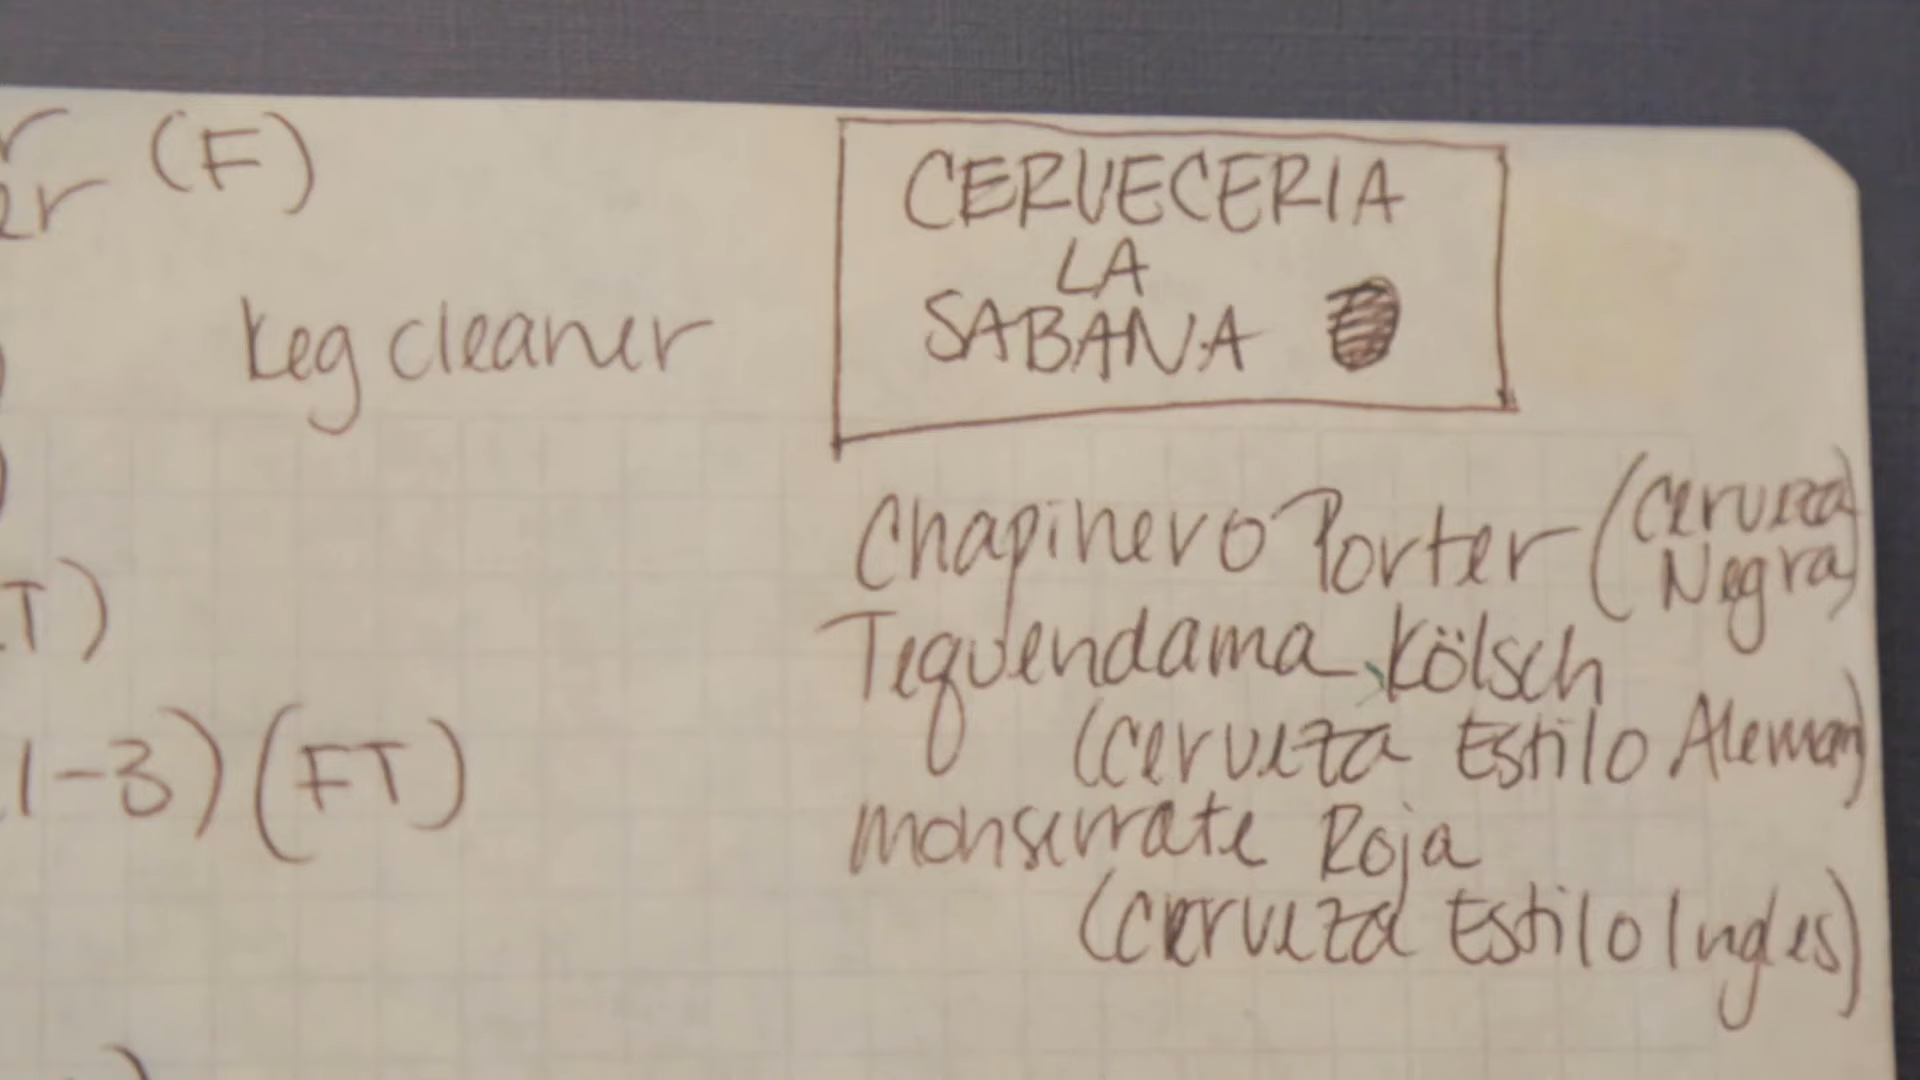 (F)
keg cleaner
1-3) (FT)
CERVECERIA
LA
SABANA
Chapinero Porter (Cerveza
Negra)
Tequendama Kölsch
(Cerveza Estilo Aleman)
Monserrate Roja
(Cerveza Estilo Ingles)